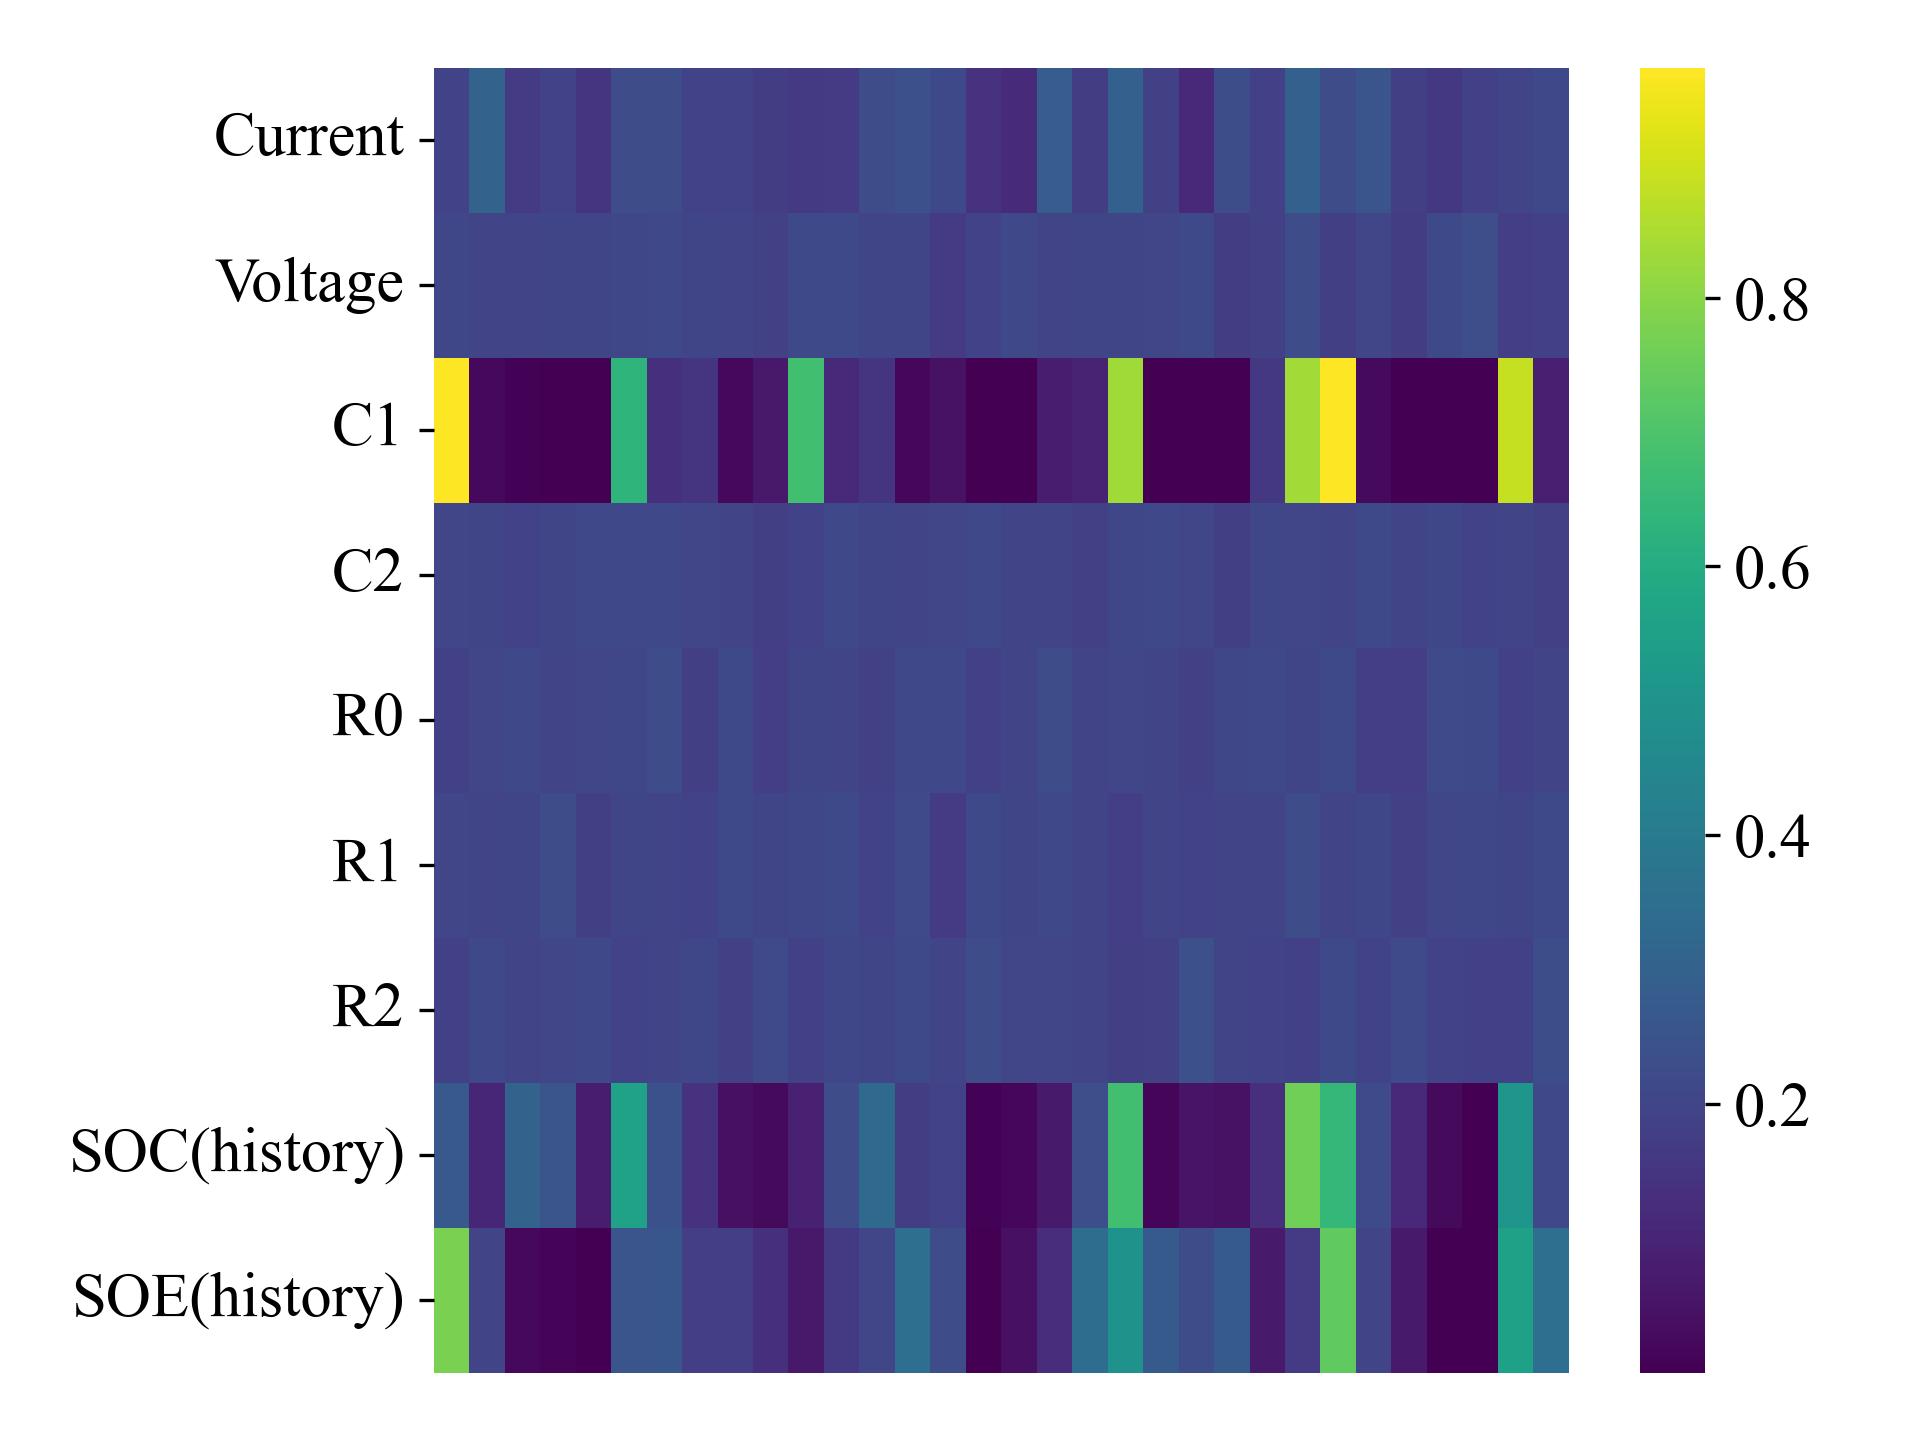 Current
Voltage
C1
C2
R0
R1
R2
SOC(history)
SOE(history)
0.8
0.6
0.4
0.2